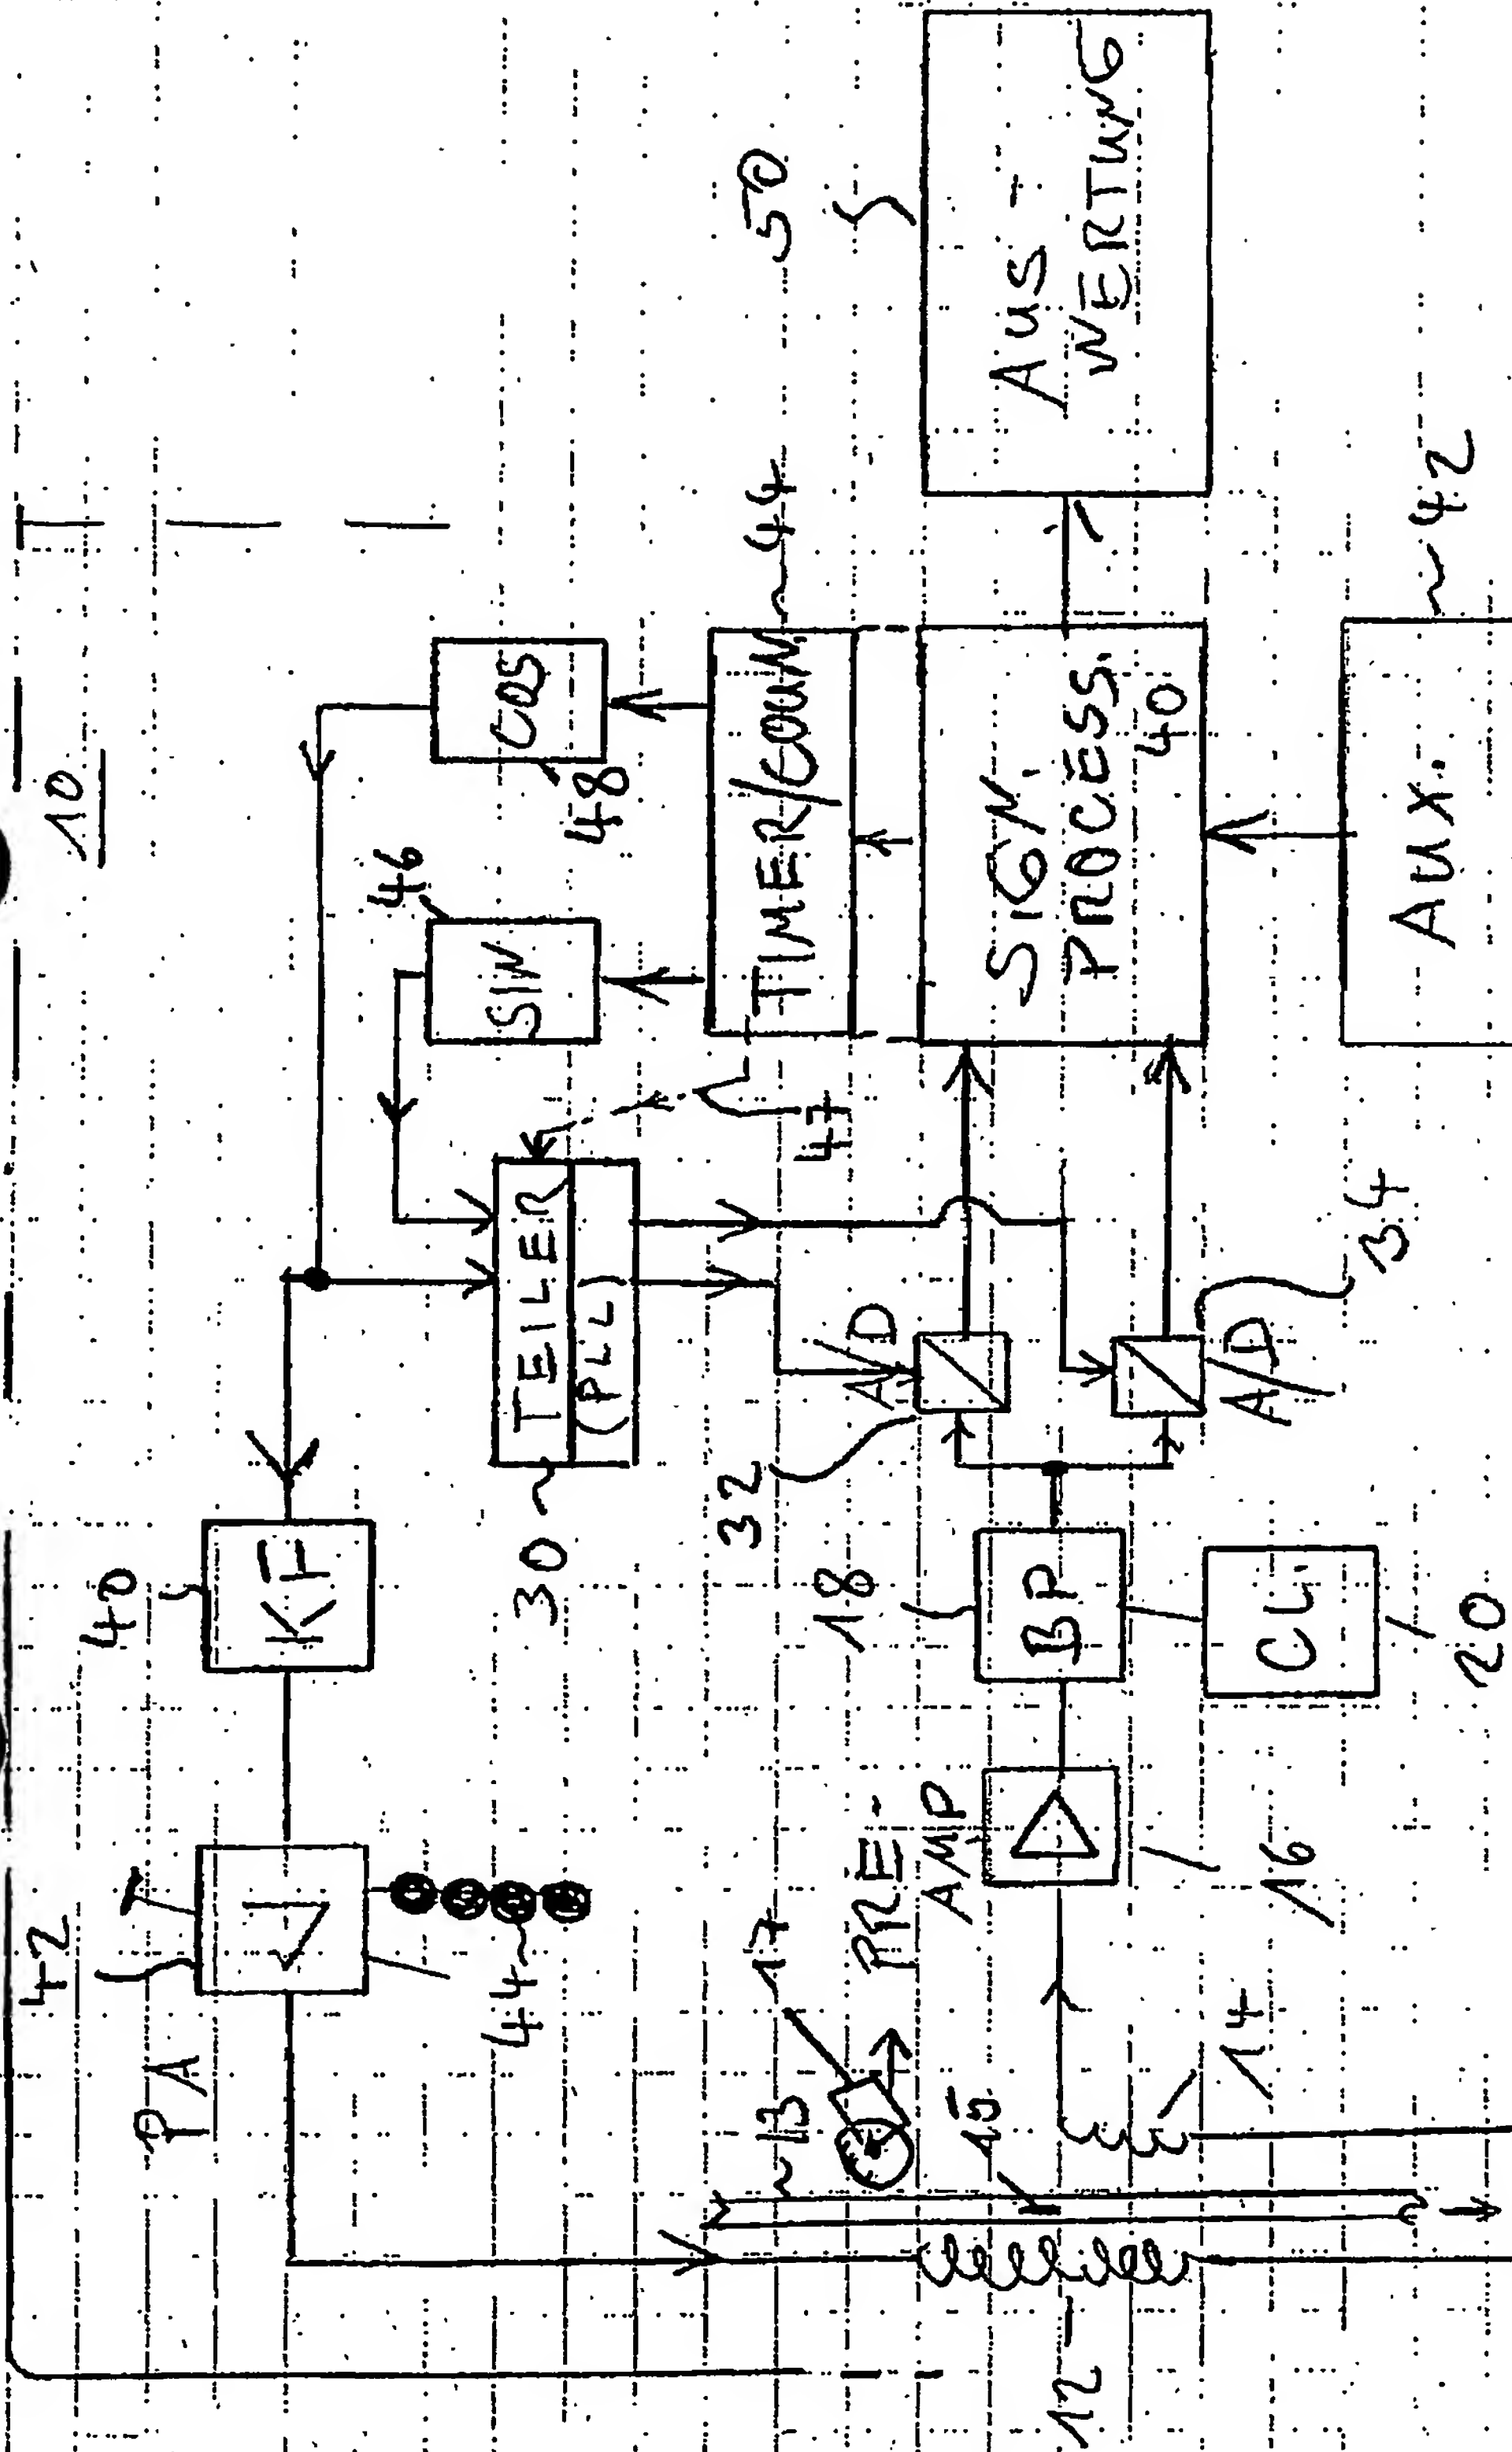 10
42
PA
44
40
KF
46
SIN
48
COS
30
TEILER
(PLL)
47
TIMER/COUN.
44
50
12
13
17
15
14
PRE-
AMP
16
18
BP
CL.
20
32
A/D
A/D
34
SIGN.
PROCESS.
40
AUS-
WERTUNG
AUX.
42